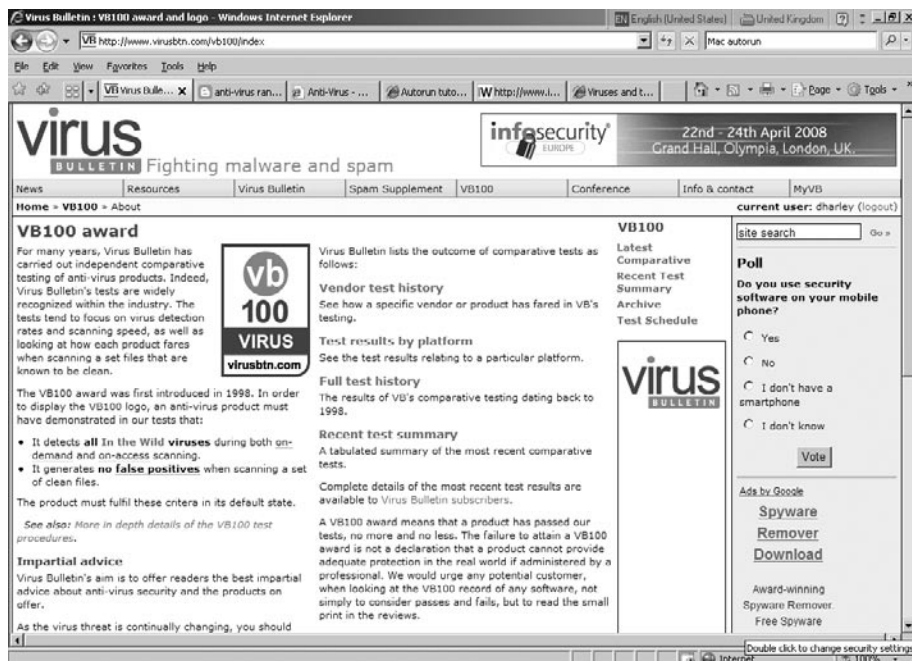 Virus Bulletin : VB100 award and logo - Windows Internet Explorer
EN English (United States) United Kingdom
VB http://www.virusbtn.com/vb100/index
Mac autorun
File Edit View Favorites Tools Help
VB Virus Bulle... X
anti-virus ran...
Anti-Virus - ...
Autorun tuto...
W http://www.i...
Viruses and t...
Page Tools
virus
BULLETIN Fighting malware and spam
infosecurity
EUROPE
22nd - 24th April 2008
Grand Hall, Olympia, London, UK.
News Resources Virus Bulletin Spam Supplement VB100 Conference Info & contact MyVB
Home » VB100 » About
current user: dharley (logout)
VB100 award
For many years, Virus Bulletin has
carried out independent comparative
testing of anti-virus products. Indeed,
Virus Bulletin's tests are widely
recognized within the industry. The
tests tend to focus on virus detection
rates and scanning speed, as well as
looking at how each product fares
when scanning a set files that are
known to be clean.
vb
100
VIRUS
virusbtn.com
The VB100 award was first introduced in 1998. In order
to display the VB100 logo, an anti-virus product must
have demonstrated in our tests that:
• It detects all In the Wild viruses during both on-
demand and on-access scanning.
• It generates no false positives when scanning a set
of clean files.
The product must fulfil these critera in its default state.
See also: More in depth details of the VB100 test
procedures.
Impartial advice
Virus Bulletin's aim is to offer readers the best impartial
advice about anti-virus security and the products on
offer.
As the virus threat is continually changing, you should
Virus Bulletin lists the outcome of comparative tests as
follows:
Vendor test history
See how a specific vendor or product has fared in VB's
testing.
Test results by platform
See the test results relating to a particular platform.
Full test history
The results of VB's comparative testing dating back to
1998.
Recent test summary
A tabulated summary of the most recent comparative
tests.
Complete details of the most recent test results are
available to Virus Bulletin subscribers.
A VB100 award means that a product has passed our
tests, no more and no less. The failure to attain a VB100
award is not a declaration that a product cannot provide
adequate protection in the real world if administered by a
professional. We would urge any potential customer,
when looking at the VB100 record of any software, not
simply to consider passes and fails, but to read the small
print in the reviews.
VB100
Latest
Comparative
Recent Test
Summary
Archive
Test Schedule
virus
BULLETIN
site search Go »
Poll
Do you use security
software on your mobile
phone?
Yes
No
I don't have a
smartphone
I don't know
Vote
Ads by Google
Spyware
Remover
Download
Award-winning
Spyware Remover.
Free Spyware
Double click to change security settings
Internet
100%